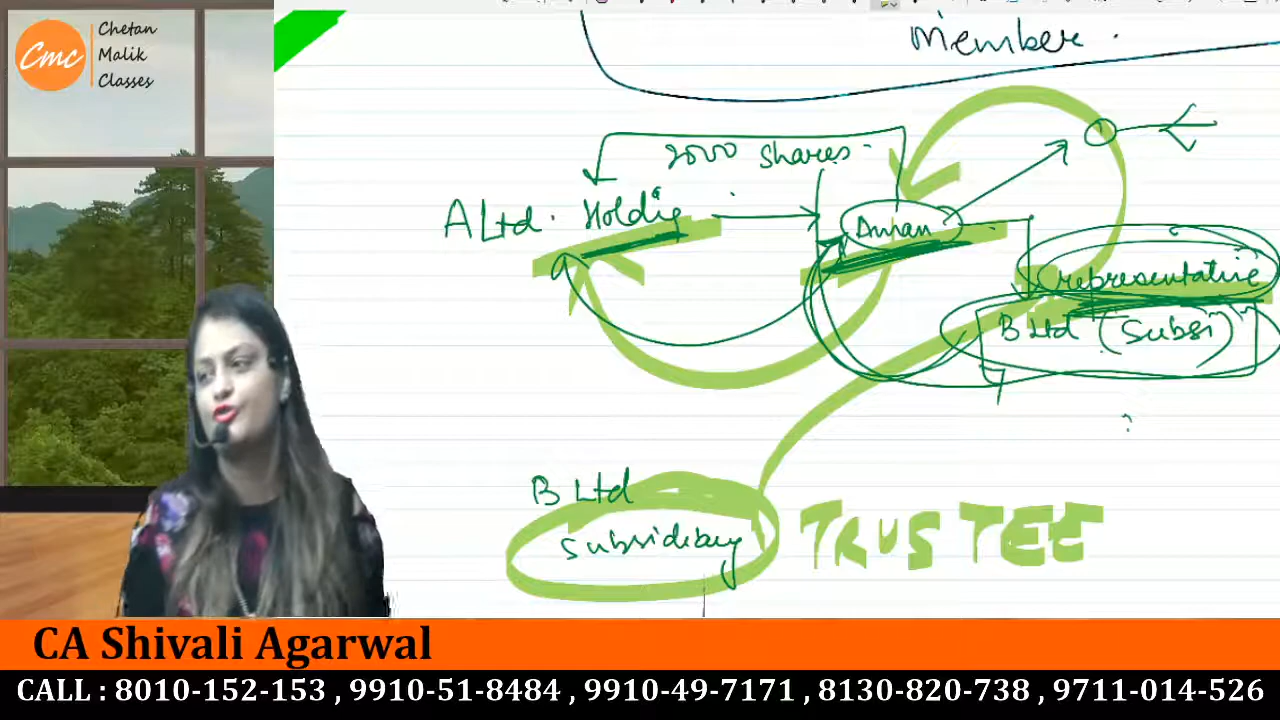 Chetan
Malik
Classes
CMC
Member.
2000 shares.
A Ltd. Holdig
Aman
representative
B Ltd (Subsi)
B Ltd
Subsidiary
TRUSTEE
CA Shivali Agarwal
CALL : 8010-152-153 , 9910-51-8484 , 9910-49-7171 , 8130-820-738 , 9711-014-526